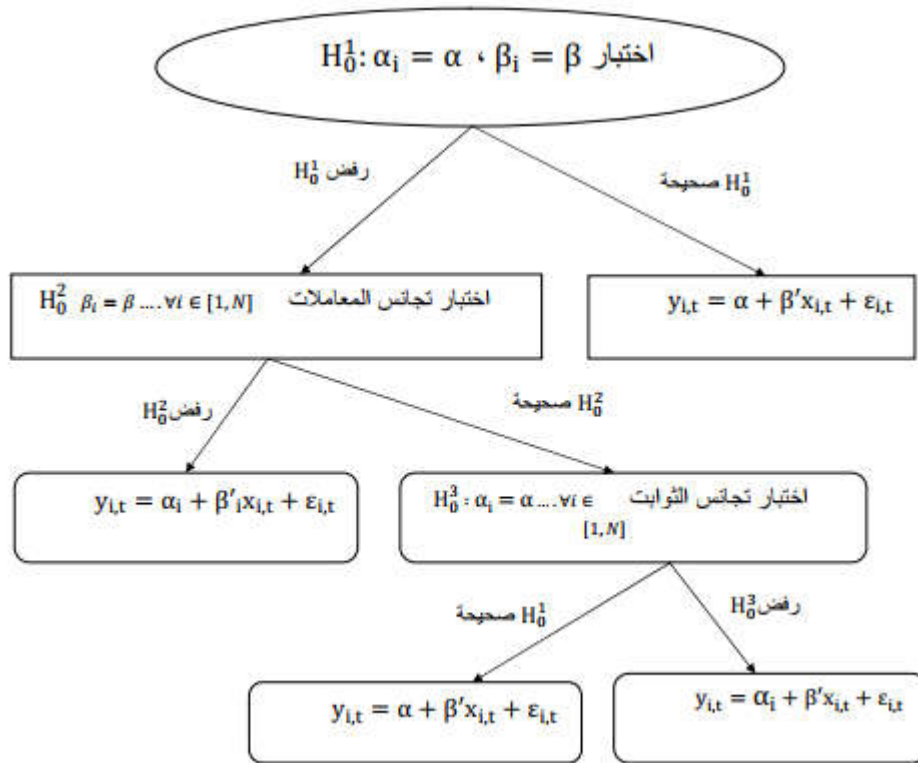 اختبار H₀¹: αᵢ = α ، βᵢ = β
رفض H₀¹
H₀¹ صحيحة
اختبار تجانس المعاملات H₀² βᵢ = β .... ∀i ∈ [1, N]
yᵢ,ₜ = α + β′xᵢ,ₜ + εᵢ,ₜ
رفض H₀²
H₀² صحيحة
yᵢ,ₜ = αᵢ + β′ᵢxᵢ,ₜ + εᵢ,ₜ
اختبار تجانس الثوابت H₀³ : αᵢ = α .... ∀i ∈
[1, N]
H₀¹ صحيحة
رفض H₀³
yᵢ,ₜ = α + β′xᵢ,ₜ + εᵢ,ₜ
yᵢ,ₜ = αᵢ + β′xᵢ,ₜ + εᵢ,ₜ